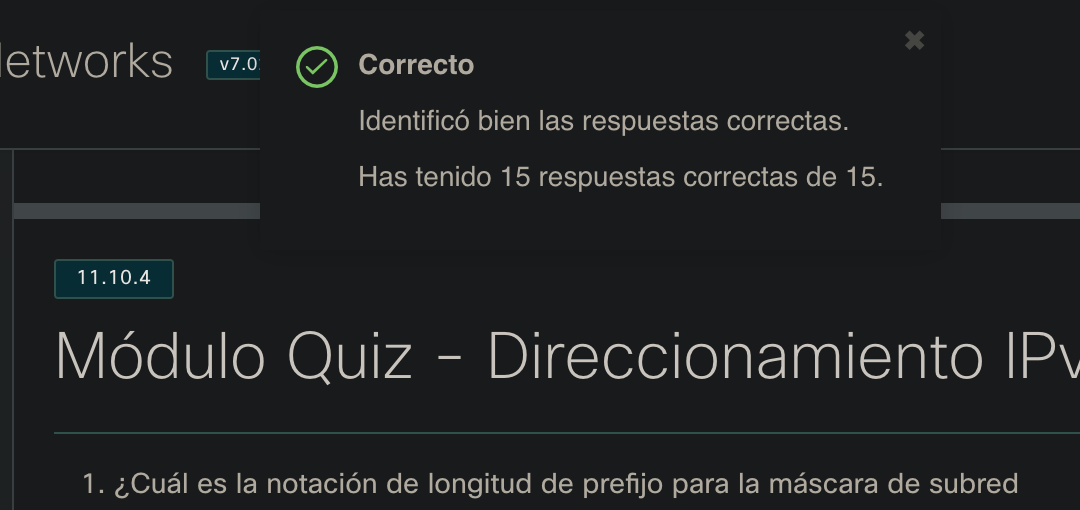 etworks
v7.0
Correcto
Identificó bien las respuestas correctas.
Has tenido 15 respuestas correctas de 15.
11.10.4
Módulo Quiz - Direccionamiento IPv
1. ¿Cuál es la notación de longitud de prefijo para la máscara de subred